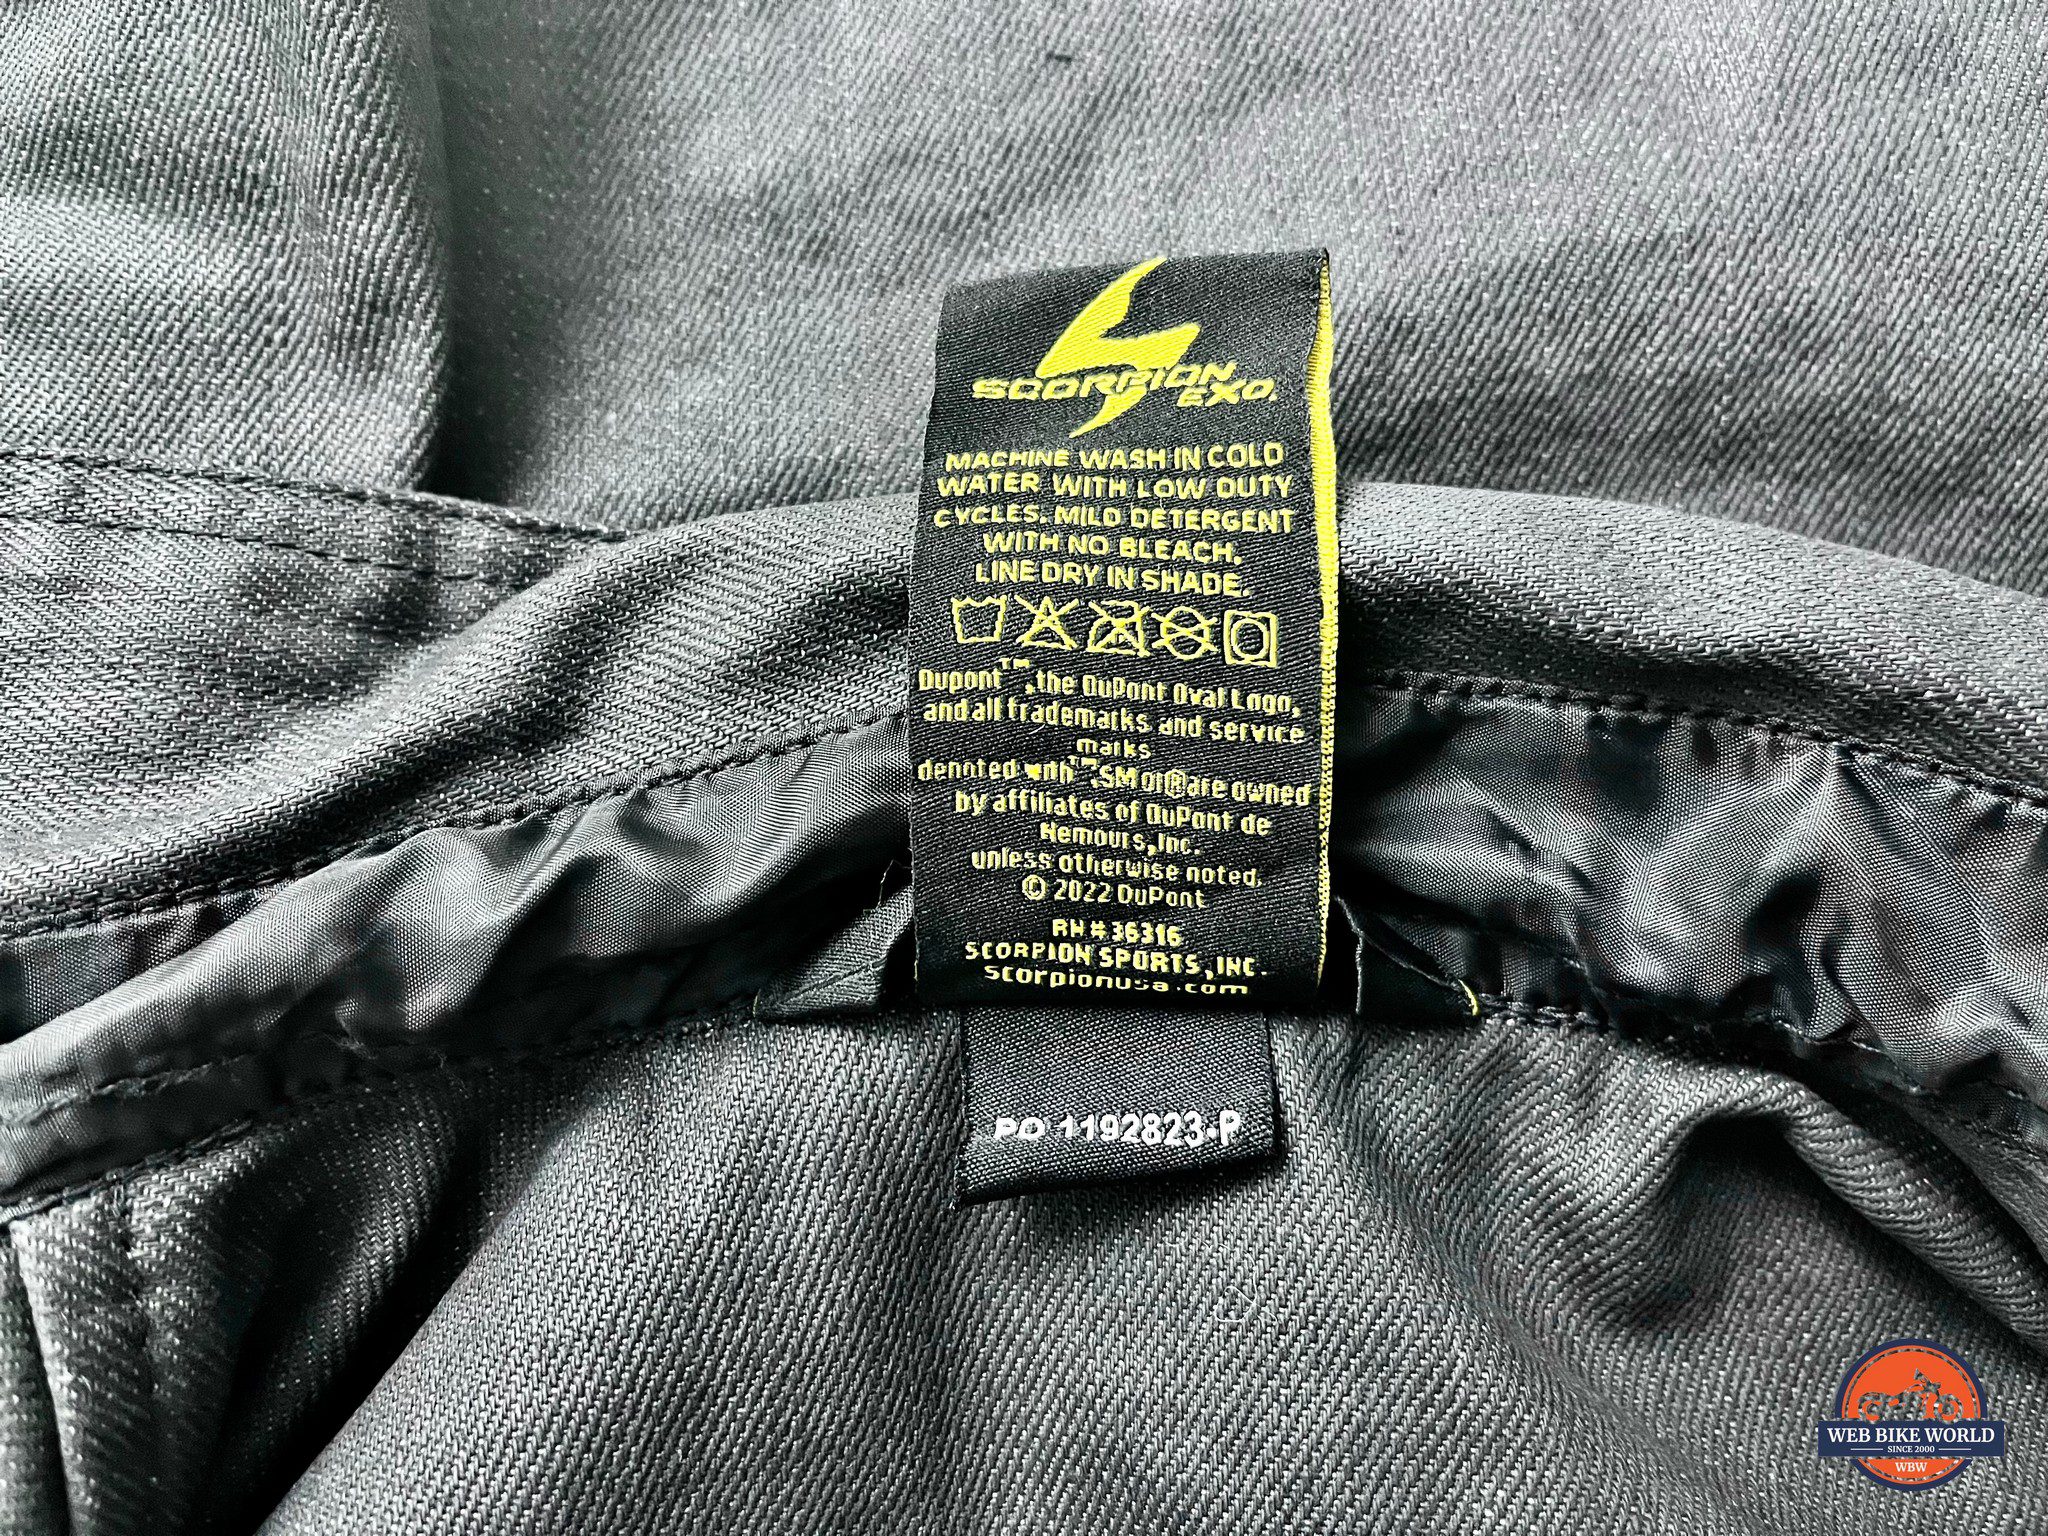 SCORPION
EXO.
MACHINE WASH IN COLD
WATER WITH LOW DUTY
CYCLES. MILD DETERGENT
WITH NO BLEACH.
LINE DRY IN SHADE.
Dupont™,the DuPont Oval Logo,
and all trademarks and service
marks
denoted with™,SM or®are owned
by affiliates of DuPont de
Nemours,Inc.
unless otherwise noted.
© 2022 DuPont
RH # 36316
SCORPION SPORTS,INC.
scorpionusa.com
PO 1192823-P
WEB BIKE WORLD
SINCE 2000
WBW